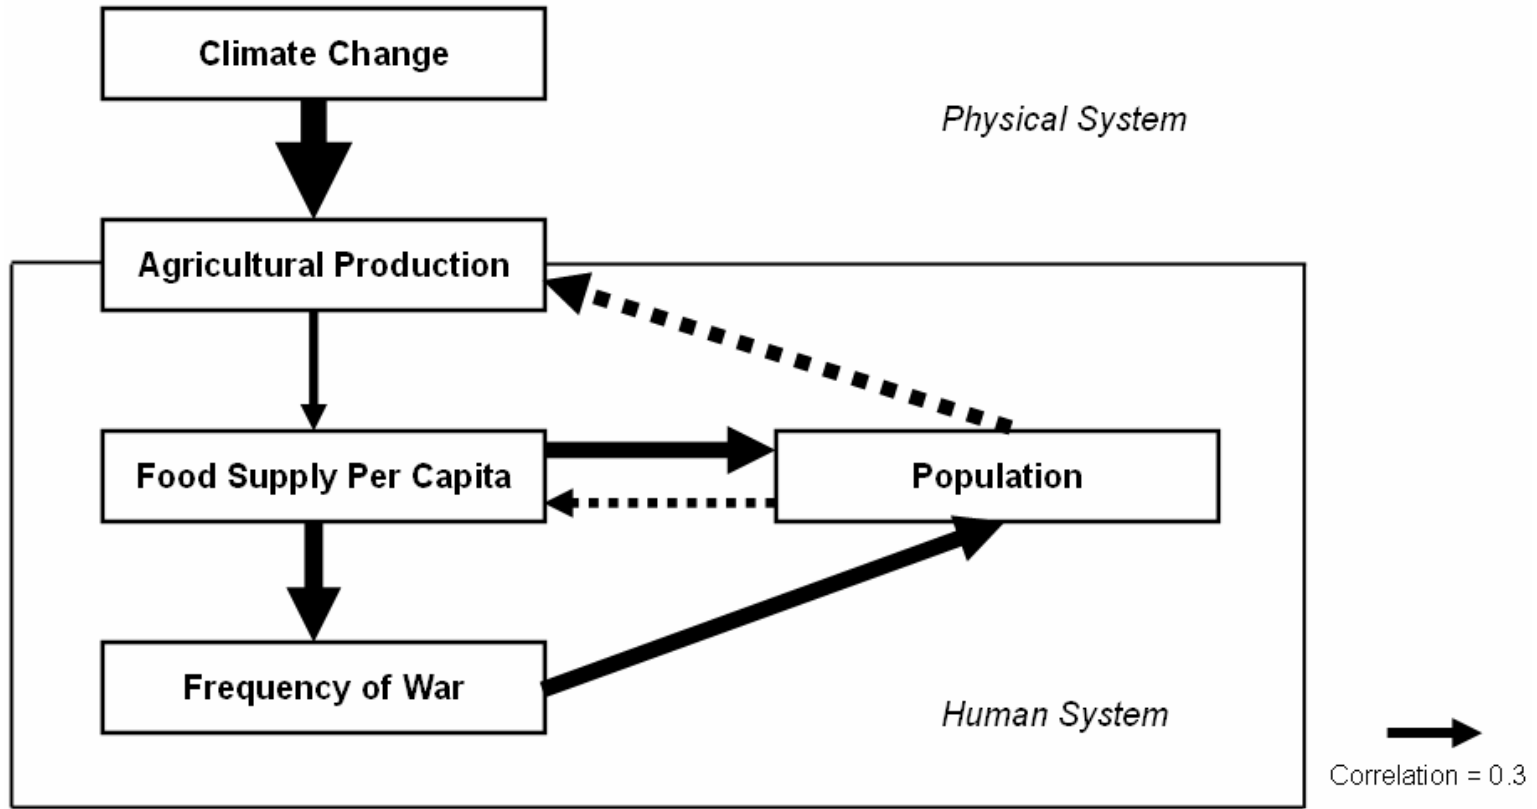 Climate Change
Physical System
Agricultural Production
Food Supply Per Capita
Population
Frequency of War
Human System
Correlation = 0.3